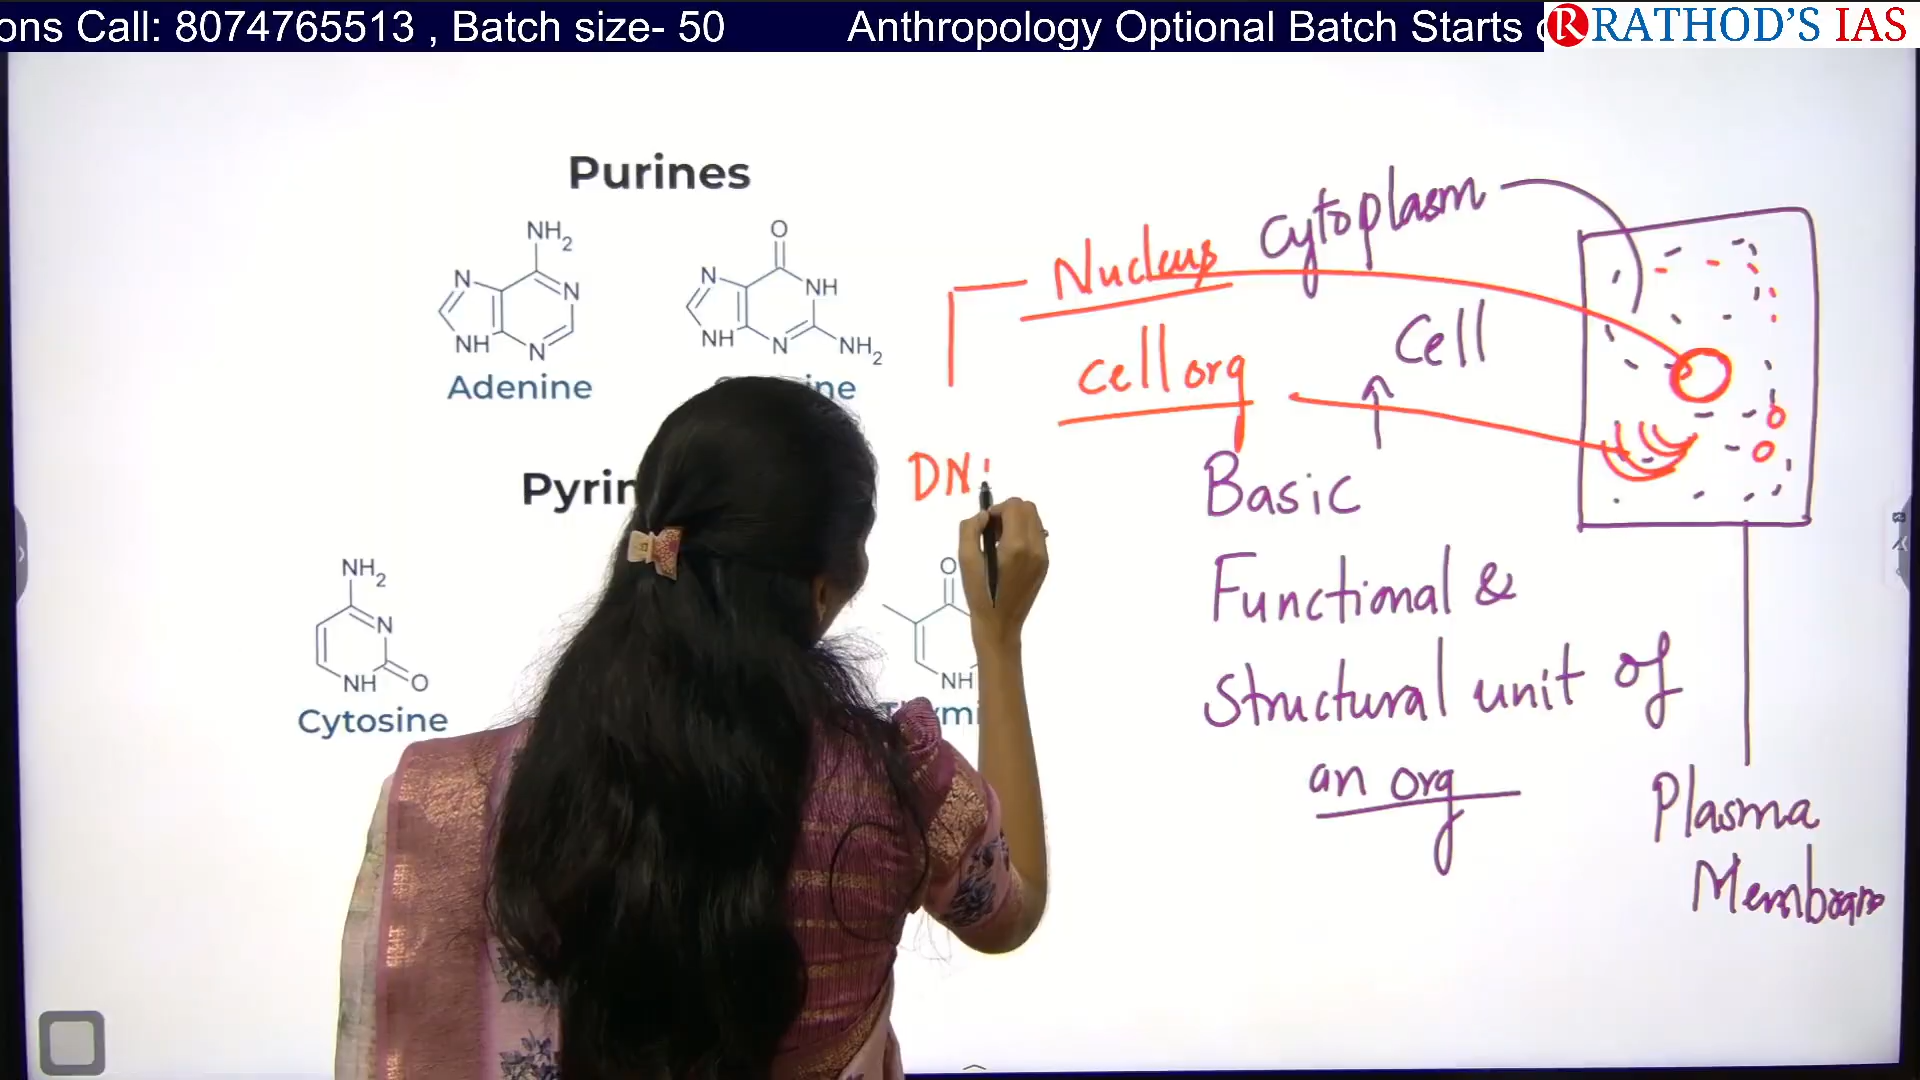 ons Call: 8074765513 , Batch size- 50 Anthropology Optional Batch Starts
RATHOD'S IAS
Purines
NH2
N
N
NH
N
Adenine
O
N
NH
NH
N
NH2
Pyrim
NH2
N
NH
O
Cytosine
O
NH
Thymi
Nucleus
Cytoplasm
cell org
Cell
DN
Basic
Functional &
Structural unit of
an org
Plasma
Membrane